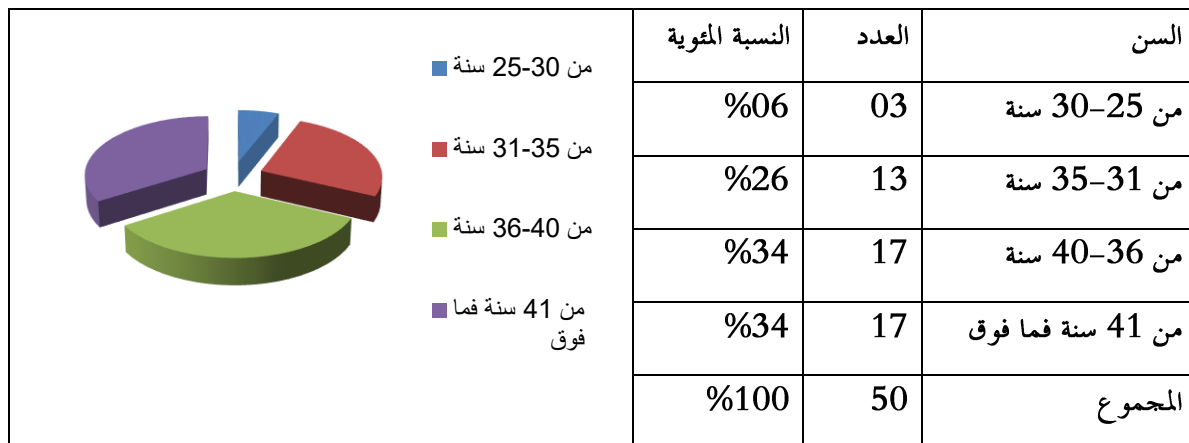 السن العدد النسبة المئوية
من 25–30 سنة 03 %06
من 31–35 سنة 13 %26
من 36–40 سنة 17 %34
من 41 سنة فما فوق 17 %34
المجموع 50 %100
من 30-25 سنة
من 35-31 سنة
من 40-36 سنة
من 41 سنة فما
فوق